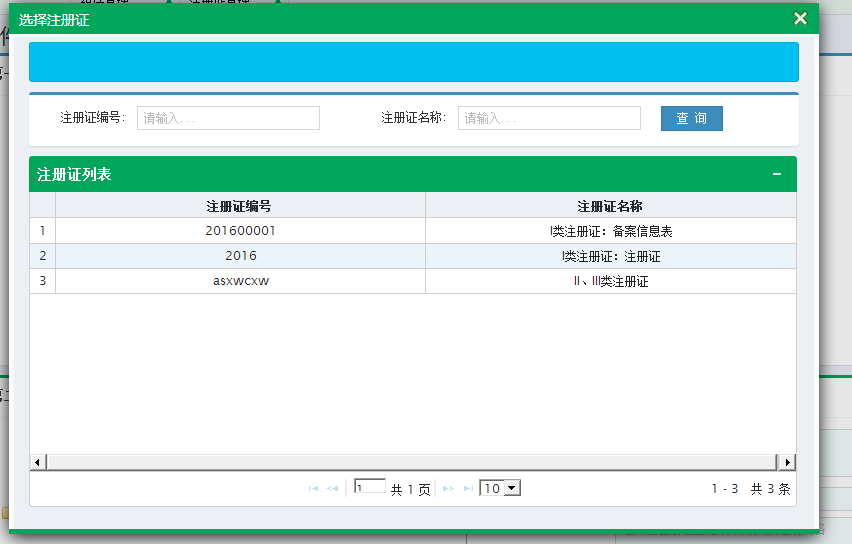 选择注册证
注册证编号： 请输入... 注册证名称： 请输入... 查 询
注册证列表
注册证编号 注册证名称
1 201600001 I类注册证：备案信息表
2 2016 I类注册证：注册证
3 asxwcxw II、III类注册证
1 共 1 页 10 1 - 3 共 3 条